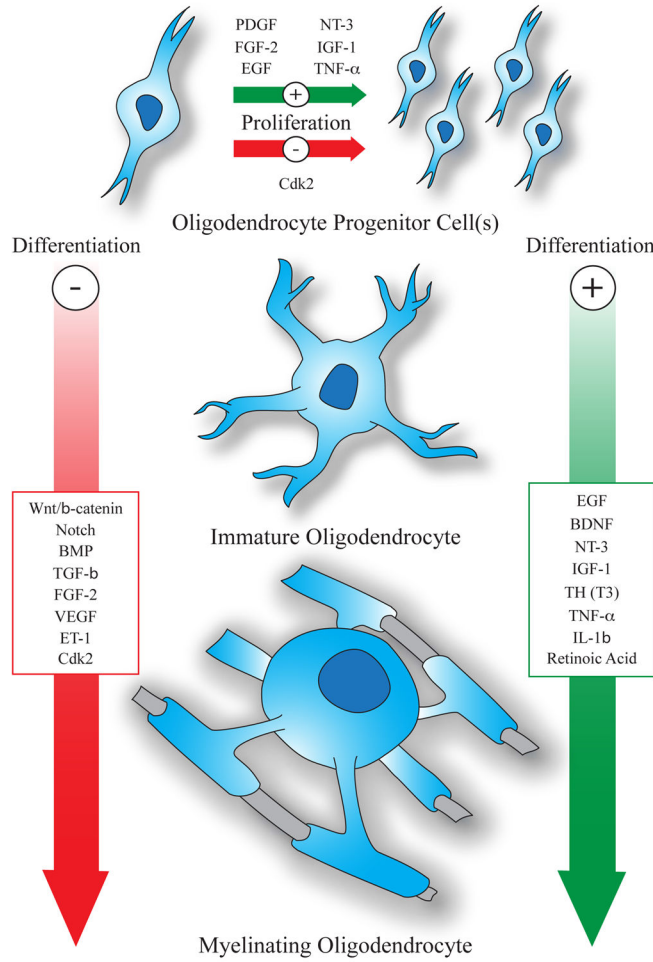 PDGF NT-3
FGF-2 IGF-1
EGF TNF-α
+
Proliferation
-
Cdk2
Oligodendrocyte Progenitor Cell(s)
Differentiation
-
Differentiation
+
Wnt/b-catenin
Notch
BMP
TGF-b
FGF-2
VEGF
ET-1
Cdk2
EGF
BDNF
NT-3
IGF-1
TH (T3)
TNF-α
IL-1b
Retinoic Acid
Immature Oligodendrocyte
Myelinating Oligodendrocyte